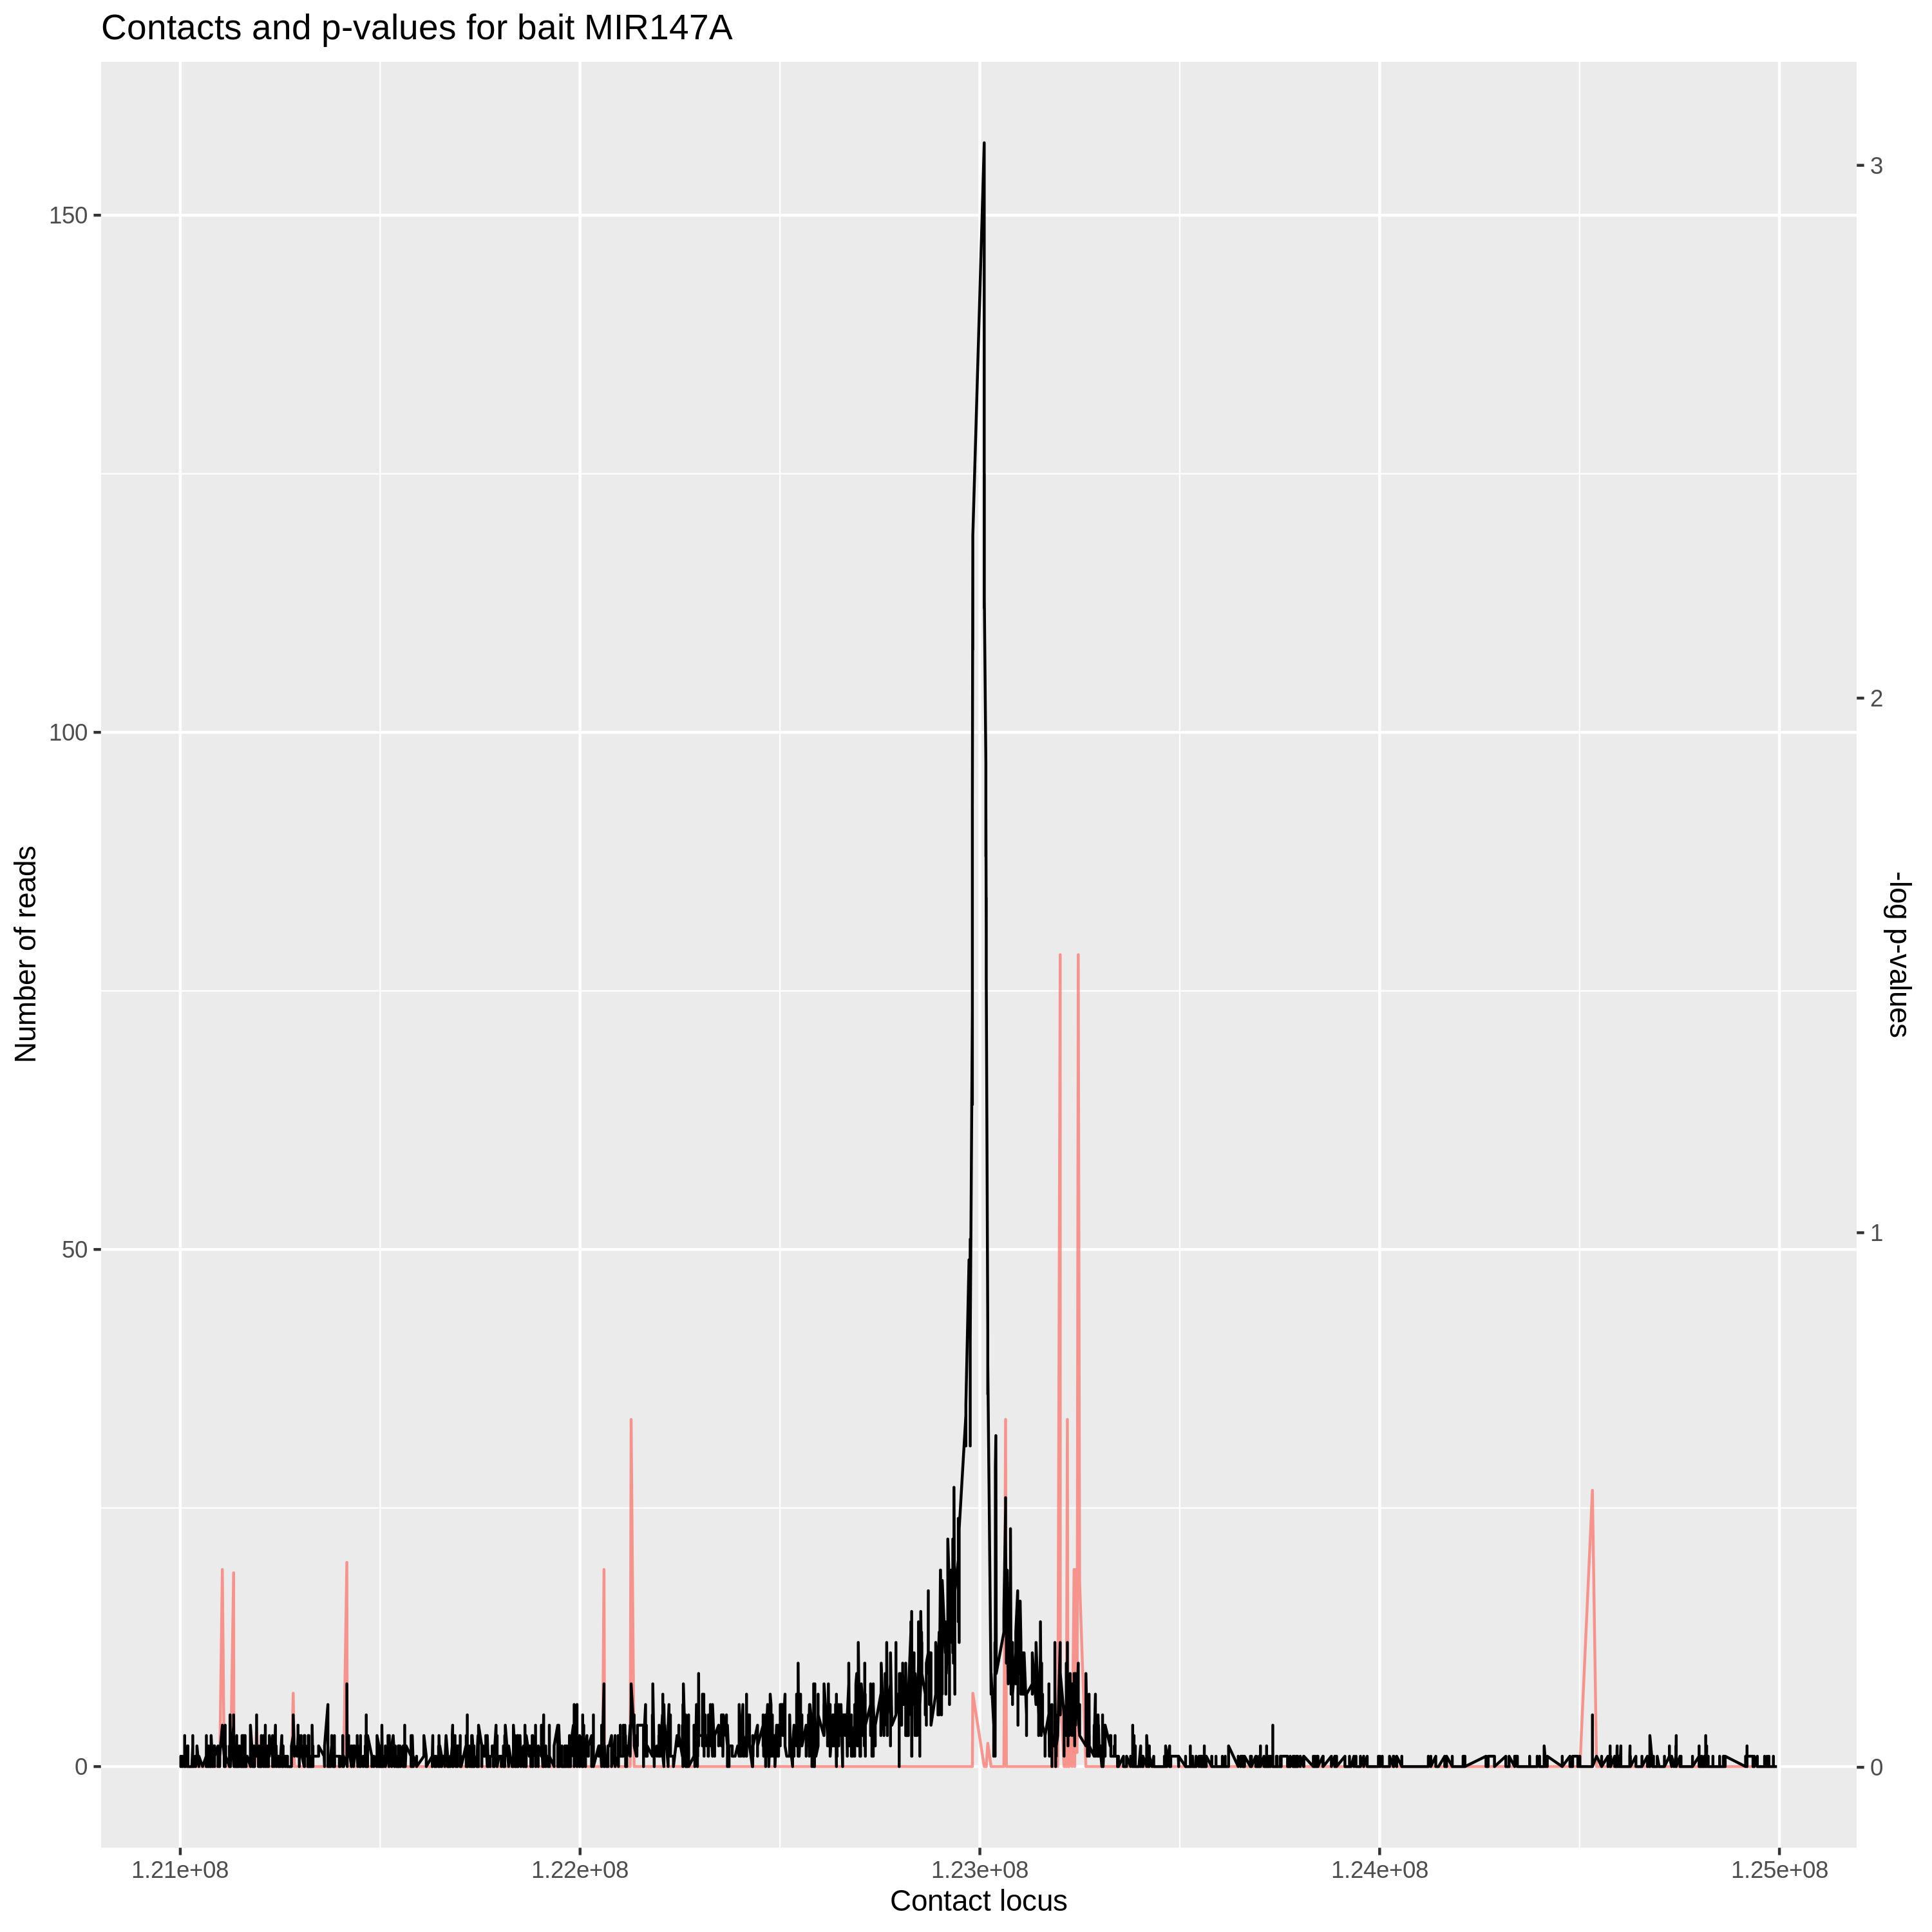 Contacts and p-values for bait MIR147A
150
100
50
0
Number of reads
3
2
1
0
-log p-values
1.21e+08 1.22e+08 1.23e+08 1.24e+08 1.25e+08
Contact locus